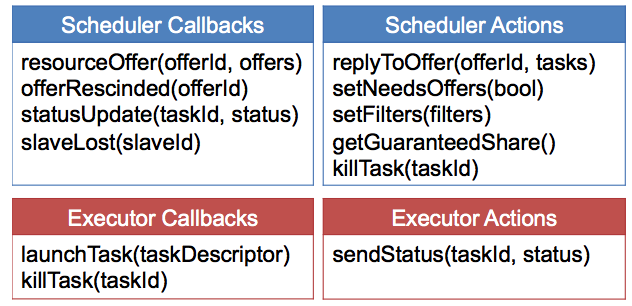 Scheduler Callbacks
resourceOffer(offerId, offers)
offerRescinded(offerId)
statusUpdate(taskId, status)
slaveLost(slaveId)
Scheduler Actions
replyToOffer(offerId, tasks)
setNeedsOffers(bool)
setFilters(filters)
getGuaranteedShare()
killTask(taskId)
Executor Callbacks
launchTask(taskDescriptor)
killTask(taskId)
Executor Actions
sendStatus(taskId, status)